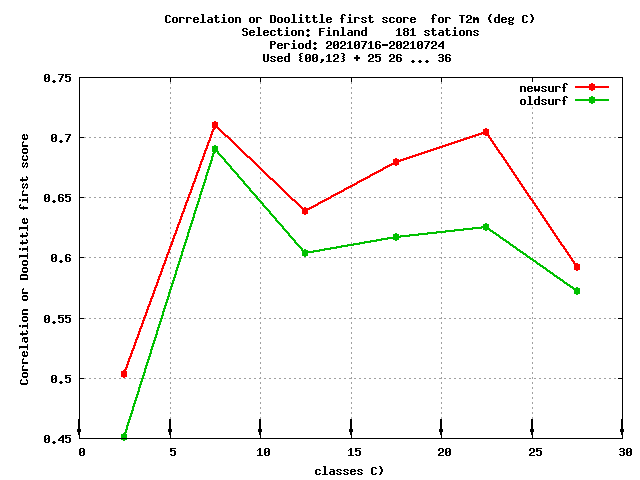 Correlation or Doolittle first score  for T2m (deg C)
Selection: Finland    181 stations
Period: 20210716-20210724
Used {00,12} + 25 26 ... 36
newsurf
oldsurf
Correlation or Doolittle first score
0.75
0.7
0.65
0.6
0.55
0.5
0.45
0 5 10 15 20 25 30
classes C)